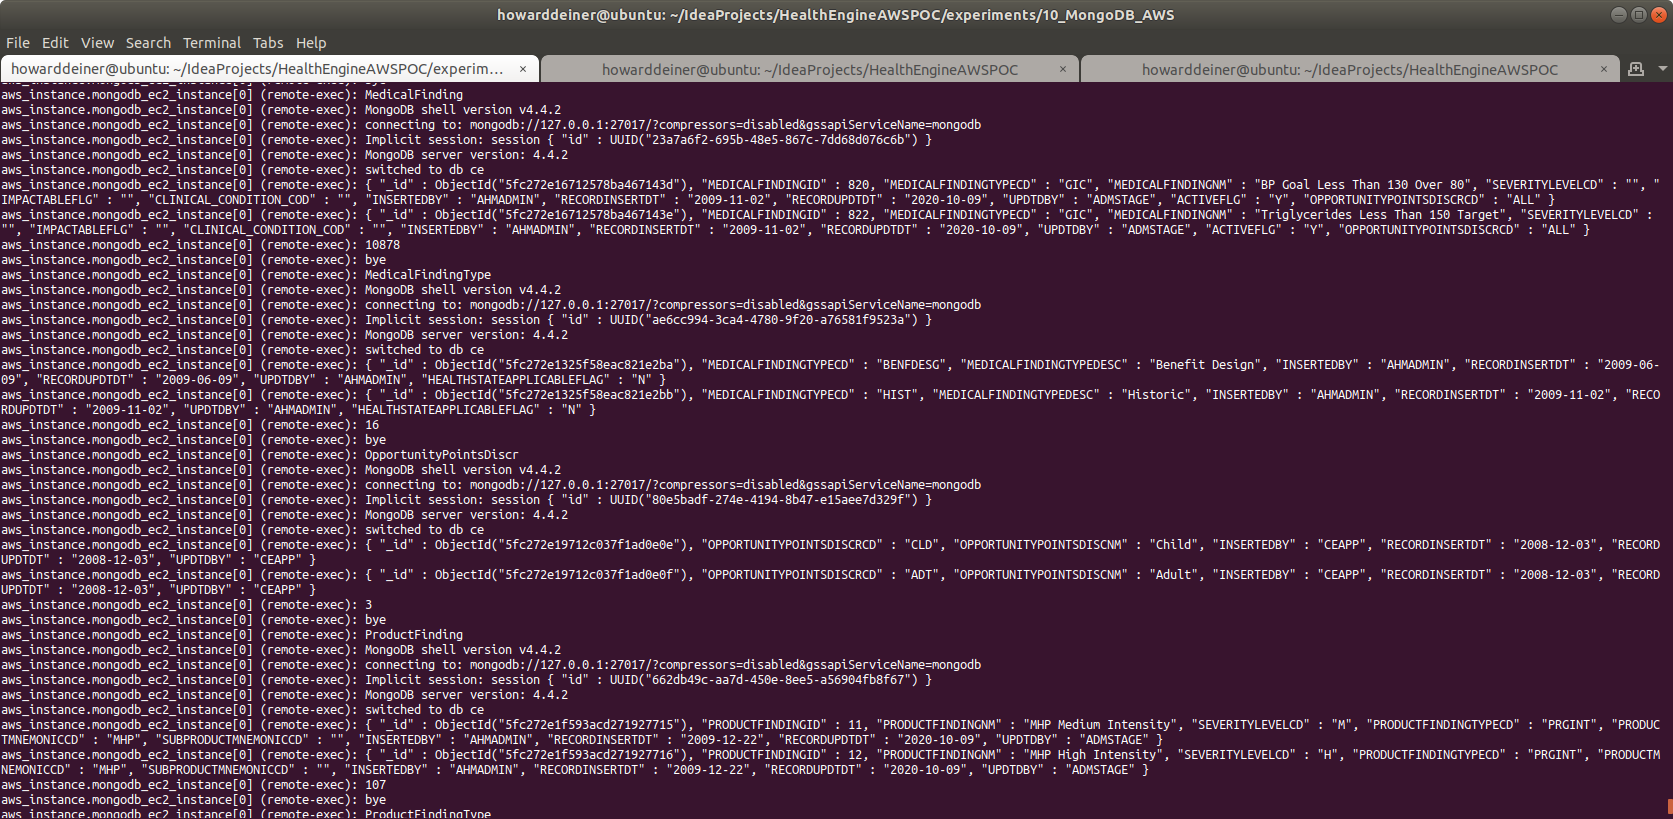 howarddeiner@ubuntu: ~/IdeaProjects/HealthEngineAWSPOC/experiments/10_MongoDB_AWS
File Edit View Search Terminal Tabs Help
howarddeiner@ubuntu: ~/IdeaProjects/HealthEngineAWSPOC/experim... × howarddeiner@ubuntu: ~/IdeaProjects/HealthEngineAWSPOC × howarddeiner@ubuntu: ~/IdeaProjects/HealthEngineAWSPOC ×
aws_instance.mongodb_ec2_instance[0] (remote-exec): bye
aws_instance.mongodb_ec2_instance[0] (remote-exec): MedicalFinding
aws_instance.mongodb_ec2_instance[0] (remote-exec): MongoDB shell version v4.4.2
aws_instance.mongodb_ec2_instance[0] (remote-exec): connecting to: mongodb://127.0.0.1:27017/?compressors=disabled&gssapiServiceName=mongodb
aws_instance.mongodb_ec2_instance[0] (remote-exec): Implicit session: session { "id" : UUID("23a7a6f2-695b-48e5-867c-7dd68d076c6b") }
aws_instance.mongodb_ec2_instance[0] (remote-exec): MongoDB server version: 4.4.2
aws_instance.mongodb_ec2_instance[0] (remote-exec): switched to db ce
aws_instance.mongodb_ec2_instance[0] (remote-exec): { "_id" : ObjectId("5fc272e16712578ba467143d"), "MEDICALFINDINGID" : 820, "MEDICALFINDINGTYPECD" : "GIC", "MEDICALFINDINGNM" : "BP Goal Less Than 130 Over 80", "SEVERITYLEVELCD" : "", "
IMPACTABLEFLG" : "", "CLINICAL_CONDITION_COD" : "", "INSERTEDBY" : "AHMADMIN", "RECORDINSERTDT" : "2009-11-02", "RECORDUPDTDT" : "2020-10-09", "UPDTDBY" : "ADMSTAGE", "ACTIVEFLG" : "Y", "OPPORTUNITYPOINTSDISCRCD" : "ALL" }
aws_instance.mongodb_ec2_instance[0] (remote-exec): { "_id" : ObjectId("5fc272e16712578ba467143e"), "MEDICALFINDINGID" : 822, "MEDICALFINDINGTYPECD" : "GIC", "MEDICALFINDINGNM" : "Triglycerides Less Than 150 Target", "SEVERITYLEVELCD" :
"", "IMPACTABLEFLG" : "", "CLINICAL_CONDITION_COD" : "", "INSERTEDBY" : "AHMADMIN", "RECORDINSERTDT" : "2009-11-02", "RECORDUPDTDT" : "2020-10-09", "UPDTDBY" : "ADMSTAGE", "ACTIVEFLG" : "Y", "OPPORTUNITYPOINTSDISCRCD" : "ALL" }
aws_instance.mongodb_ec2_instance[0] (remote-exec): 10878
aws_instance.mongodb_ec2_instance[0] (remote-exec): bye
aws_instance.mongodb_ec2_instance[0] (remote-exec): MedicalFindingType
aws_instance.mongodb_ec2_instance[0] (remote-exec): MongoDB shell version v4.4.2
aws_instance.mongodb_ec2_instance[0] (remote-exec): connecting to: mongodb://127.0.0.1:27017/?compressors=disabled&gssapiServiceName=mongodb
aws_instance.mongodb_ec2_instance[0] (remote-exec): Implicit session: session { "id" : UUID("ae6cc994-3ca4-4780-9f20-a76581f9523a") }
aws_instance.mongodb_ec2_instance[0] (remote-exec): MongoDB server version: 4.4.2
aws_instance.mongodb_ec2_instance[0] (remote-exec): switched to db ce
aws_instance.mongodb_ec2_instance[0] (remote-exec): { "_id" : ObjectId("5fc272e1325f58eac821e2ba"), "MEDICALFINDINGTYPECD" : "BENFDESG", "MEDICALFINDINGTYPEDESC" : "Benefit Design", "INSERTEDBY" : "AHMADMIN", "RECORDINSERTDT" : "2009-06-
09", "RECORDUPDTDT" : "2009-06-09", "UPDTDBY" : "AHMADMIN", "HEALTHSTATEAPPLICABLEFLAG" : "N" }
aws_instance.mongodb_ec2_instance[0] (remote-exec): { "_id" : ObjectId("5fc272e1325f58eac821e2bb"), "MEDICALFINDINGTYPECD" : "HIST", "MEDICALFINDINGTYPEDESC" : "Historic", "INSERTEDBY" : "AHMADMIN", "RECORDINSERTDT" : "2009-11-02", "RECO
RDUPDTDT" : "2009-11-02", "UPDTDBY" : "AHMADMIN", "HEALTHSTATEAPPLICABLEFLAG" : "N" }
aws_instance.mongodb_ec2_instance[0] (remote-exec): 16
aws_instance.mongodb_ec2_instance[0] (remote-exec): bye
aws_instance.mongodb_ec2_instance[0] (remote-exec): OpportunityPointsDiscr
aws_instance.mongodb_ec2_instance[0] (remote-exec): MongoDB shell version v4.4.2
aws_instance.mongodb_ec2_instance[0] (remote-exec): connecting to: mongodb://127.0.0.1:27017/?compressors=disabled&gssapiServiceName=mongodb
aws_instance.mongodb_ec2_instance[0] (remote-exec): Implicit session: session { "id" : UUID("80e5badf-274e-4194-8b47-e15aee7d329f") }
aws_instance.mongodb_ec2_instance[0] (remote-exec): MongoDB server version: 4.4.2
aws_instance.mongodb_ec2_instance[0] (remote-exec): switched to db ce
aws_instance.mongodb_ec2_instance[0] (remote-exec): { "_id" : ObjectId("5fc272e19712c037f1ad0e0e"), "OPPORTUNITYPOINTSDISCRCD" : "CLD", "OPPORTUNITYPOINTSDISCNM" : "Child", "INSERTEDBY" : "CEAPP", "RECORDINSERTDT" : "2008-12-03", "RECORD
UPDTDT" : "2008-12-03", "UPDTDBY" : "CEAPP" }
aws_instance.mongodb_ec2_instance[0] (remote-exec): { "_id" : ObjectId("5fc272e19712c037f1ad0e0f"), "OPPORTUNITYPOINTSDISCRCD" : "ADT", "OPPORTUNITYPOINTSDISCNM" : "Adult", "INSERTEDBY" : "CEAPP", "RECORDINSERTDT" : "2008-12-03", "RECORD
UPDTDT" : "2008-12-03", "UPDTDBY" : "CEAPP" }
aws_instance.mongodb_ec2_instance[0] (remote-exec): 3
aws_instance.mongodb_ec2_instance[0] (remote-exec): bye
aws_instance.mongodb_ec2_instance[0] (remote-exec): ProductFinding
aws_instance.mongodb_ec2_instance[0] (remote-exec): MongoDB shell version v4.4.2
aws_instance.mongodb_ec2_instance[0] (remote-exec): connecting to: mongodb://127.0.0.1:27017/?compressors=disabled&gssapiServiceName=mongodb
aws_instance.mongodb_ec2_instance[0] (remote-exec): Implicit session: session { "id" : UUID("662db49c-aa7d-450e-8ee5-a56904fb8f67") }
aws_instance.mongodb_ec2_instance[0] (remote-exec): MongoDB server version: 4.4.2
aws_instance.mongodb_ec2_instance[0] (remote-exec): switched to db ce
aws_instance.mongodb_ec2_instance[0] (remote-exec): { "_id" : ObjectId("5fc272e1f593acd271927715"), "PRODUCTFINDINGID" : 11, "PRODUCTFINDINGNM" : "MHP Medium Intensity", "SEVERITYLEVELCD" : "M", "PRODUCTFINDINGTYPECD" : "PRGINT", "PRODUC
TMNEMONICCD" : "MHP", "SUBPRODUCTMNEMONICCD" : "", "INSERTEDBY" : "AHMADMIN", "RECORDINSERTDT" : "2009-12-22", "RECORDUPDTDT" : "2020-10-09", "UPDTDBY" : "ADMSTAGE" }
aws_instance.mongodb_ec2_instance[0] (remote-exec): { "_id" : ObjectId("5fc272e1f593acd271927716"), "PRODUCTFINDINGID" : 12, "PRODUCTFINDINGNM" : "MHP High Intensity", "SEVERITYLEVELCD" : "H", "PRODUCTFINDINGTYPECD" : "PRGINT", "PRODUCTM
NEMONICCD" : "MHP", "SUBPRODUCTMNEMONICCD" : "", "INSERTEDBY" : "AHMADMIN", "RECORDINSERTDT" : "2009-12-22", "RECORDUPDTDT" : "2020-10-09", "UPDTDBY" : "ADMSTAGE" }
aws_instance.mongodb_ec2_instance[0] (remote-exec): 107
aws_instance.mongodb_ec2_instance[0] (remote-exec): bye
aws_instance.mongodb_ec2_instance[0] (remote-exec): ProductFindingType